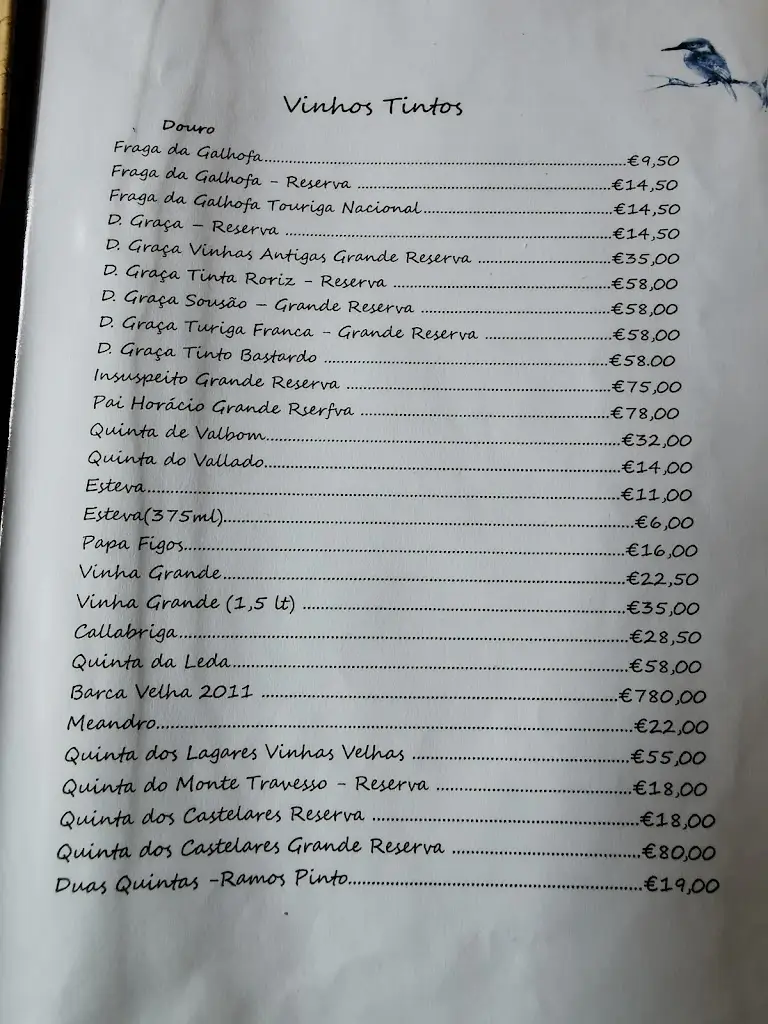 Vinhos Tintos
Douro
Fraga da Galhofa..........€9,50
Fraga da Galhofa - Reserva ..........€14,50
Fraga da Galhofa Touriga Nacional..........€14,50
D. Graça – Reserva ..........€14,50
D. Graça Vinhas Antigas Grande Reserva ..........€35,00
D. Graça Tinta Roriz - Reserva ..........€58,00
D. Graça Sousão – Grande Reserva ..........€58,00
D. Graça Turiga Franca - Grande Reserva ..........€58,00
D. Graça Tinto Bastardo ..........€58.00
Insuspeito Grande Reserva ..........€75,00
Pai Horácio Grande Rserfva ..........€78,00
Quinta de Valbom..........€32,00
Quinta do Vallado..........€14,00
Esteva..........€11,00
Esteva(375ml)..........€6,00
Papa Figos..........€16,00
Vinha Grande..........€22,50
Vinha Grande (1,5 lt) ..........€35,00
Callabriga..........€28,50
Quinta da Leda..........€58,00
Barca Velha 2011 ..........€780,00
Meandro..........€22,00
Quinta dos Lagares Vinhas Velhas ..........€55,00
Quinta do Monte Travesso - Reserva ..........€18,00
Quinta dos Castelares Reserva ..........€18,00
Quinta dos Castelares Grande Reserva ..........€80,00
Duas Quintas -Ramos Pinto..........€19,00